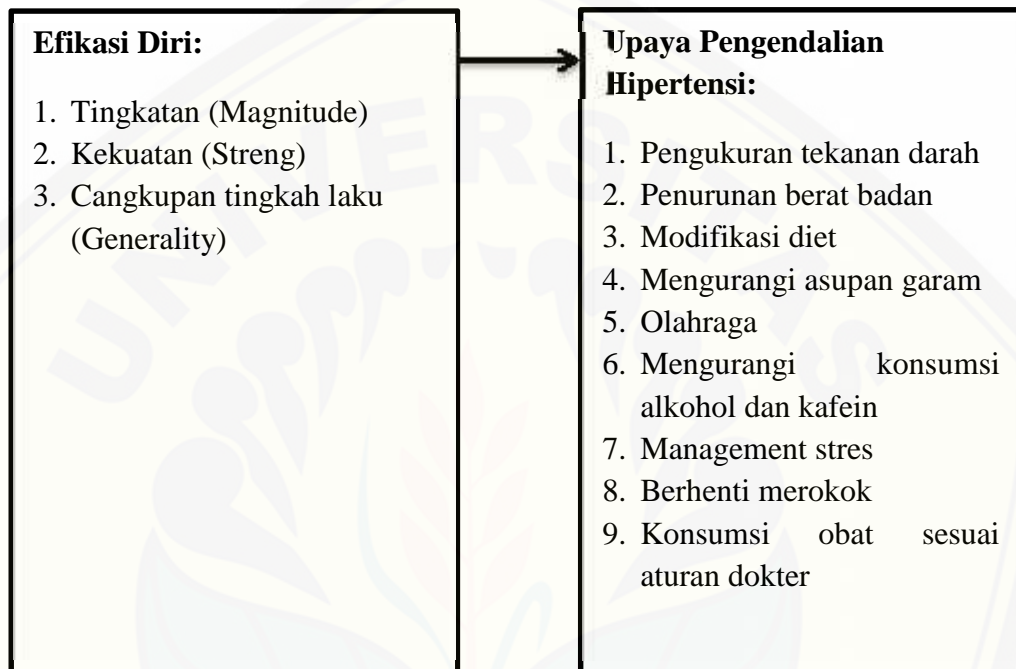 Efikasi Diri:
1. Tingkatan (Magnitude)
2. Kekuatan (Streng)
3. Cangkupan tingkah laku
(Generality)
Upaya Pengendalian
Hipertensi:
1. Pengukuran tekanan darah
2. Penurunan berat badan
3. Modifikasi diet
4. Mengurangi asupan garam
5. Olahraga
6. Mengurangi konsumsi
alkohol dan kafein
7. Management stres
8. Berhenti merokok
9. Konsumsi obat sesuai
aturan dokter
UNIVERSITAS